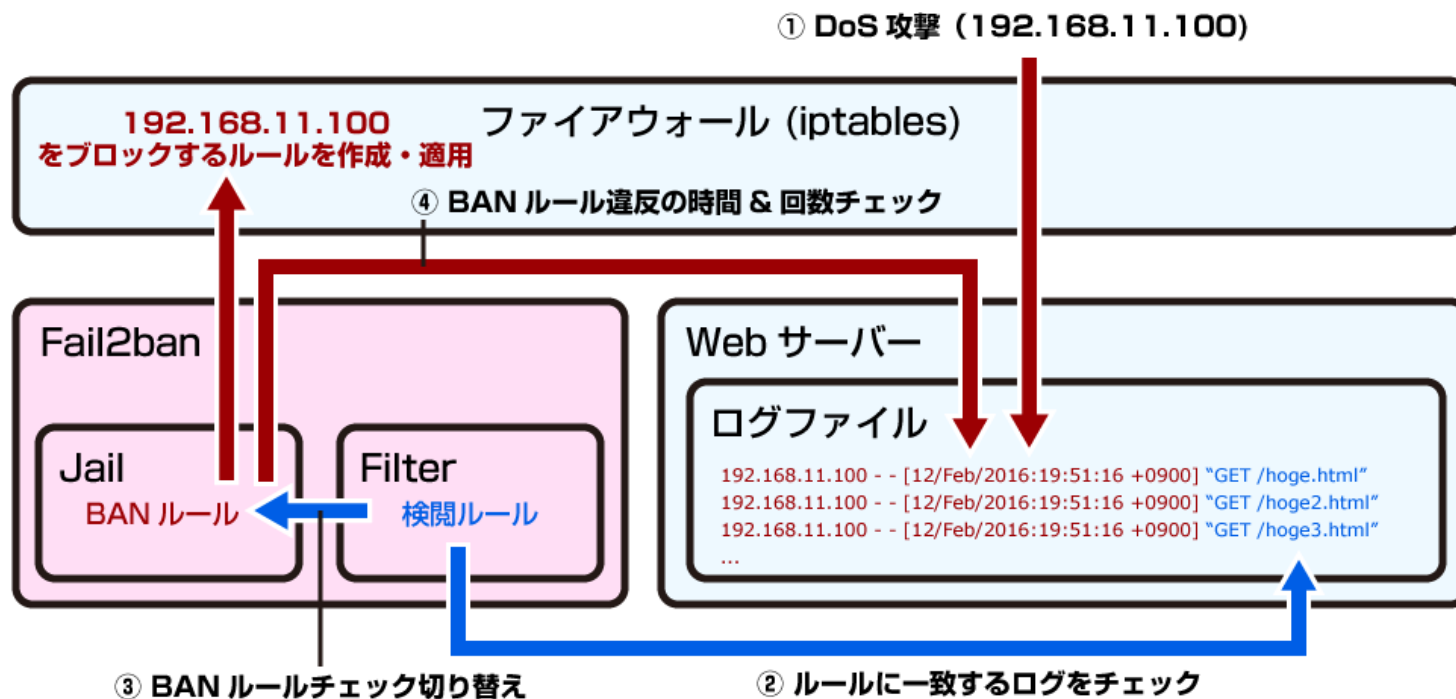 ① DoS 攻撃（192.168.11.100）
192.168.11.100
をブロックするルールを作成・適用
ファイアウォール (iptables)
④ BAN ルール違反の時間 & 回数チェック
Fail2ban
Jail
BAN ルール
Filter
検閲ルール
Web サーバー
ログファイル
192.168.11.100 - - [12/Feb/2016:19:51:16 +0900] “GET /hoge.html”
192.168.11.100 - - [12/Feb/2016:19:51:16 +0900] “GET /hoge2.html”
192.168.11.100 - - [12/Feb/2016:19:51:16 +0900] “GET /hoge3.html”
...
③ BAN ルールチェック切り替え
② ルールに一致するログをチェック